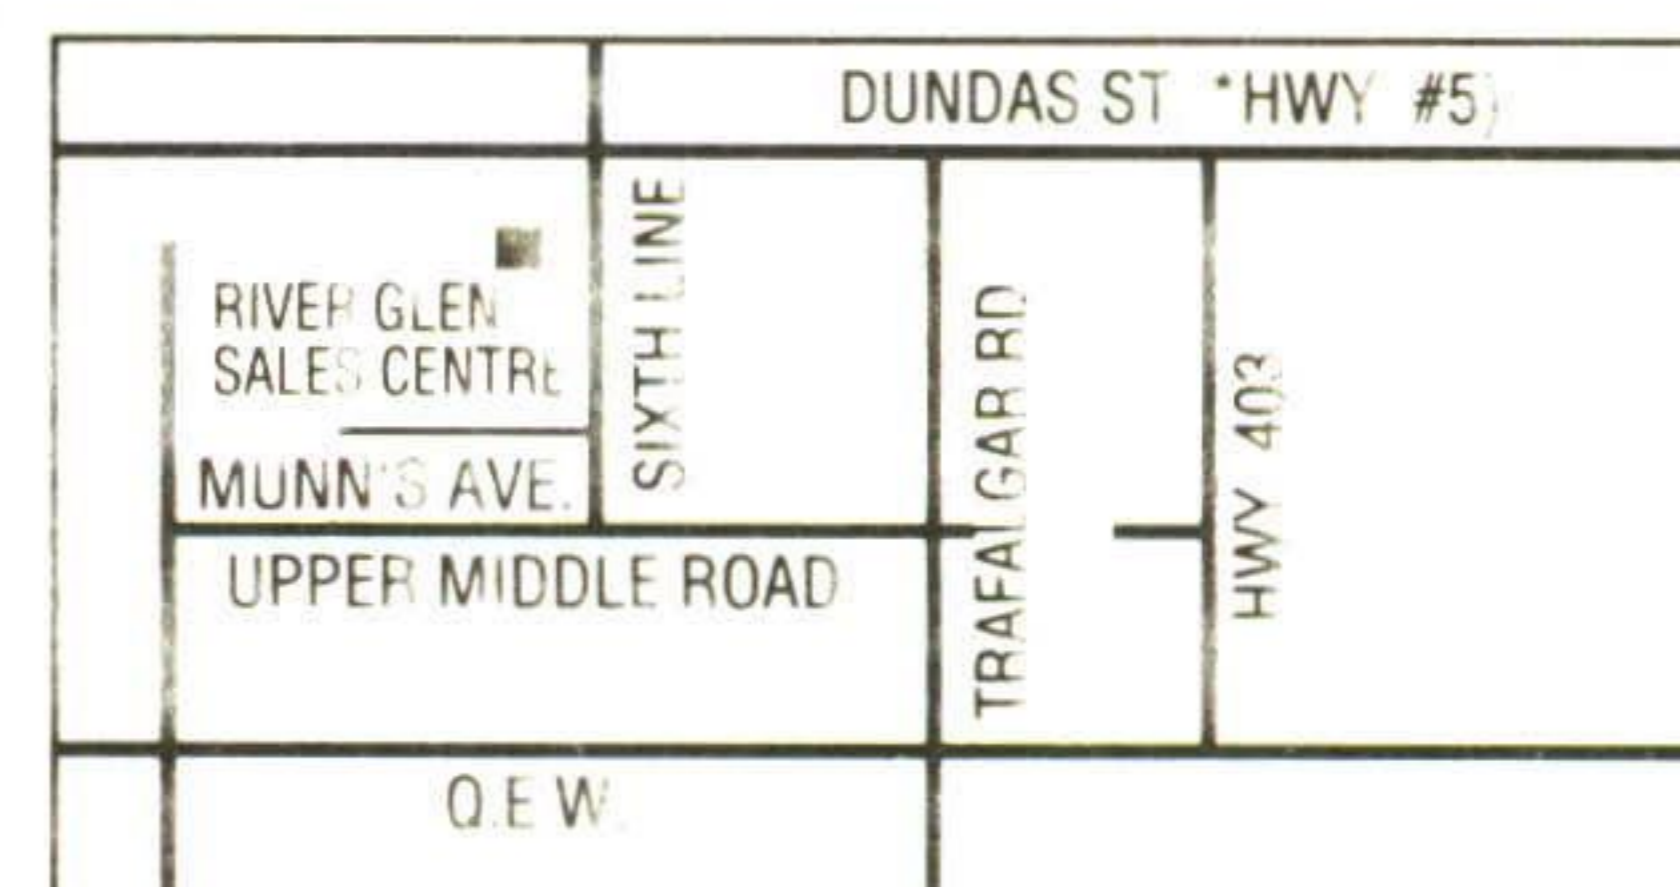 DUNDAS ST *HWY #5)
SIXTH LINE
RIVER GLEN
SALES CENTRE
TRAFALGAR RD
HWY 403
MUNN'S AVE.
UPPER MIDDLE ROAD
Q.E.W.